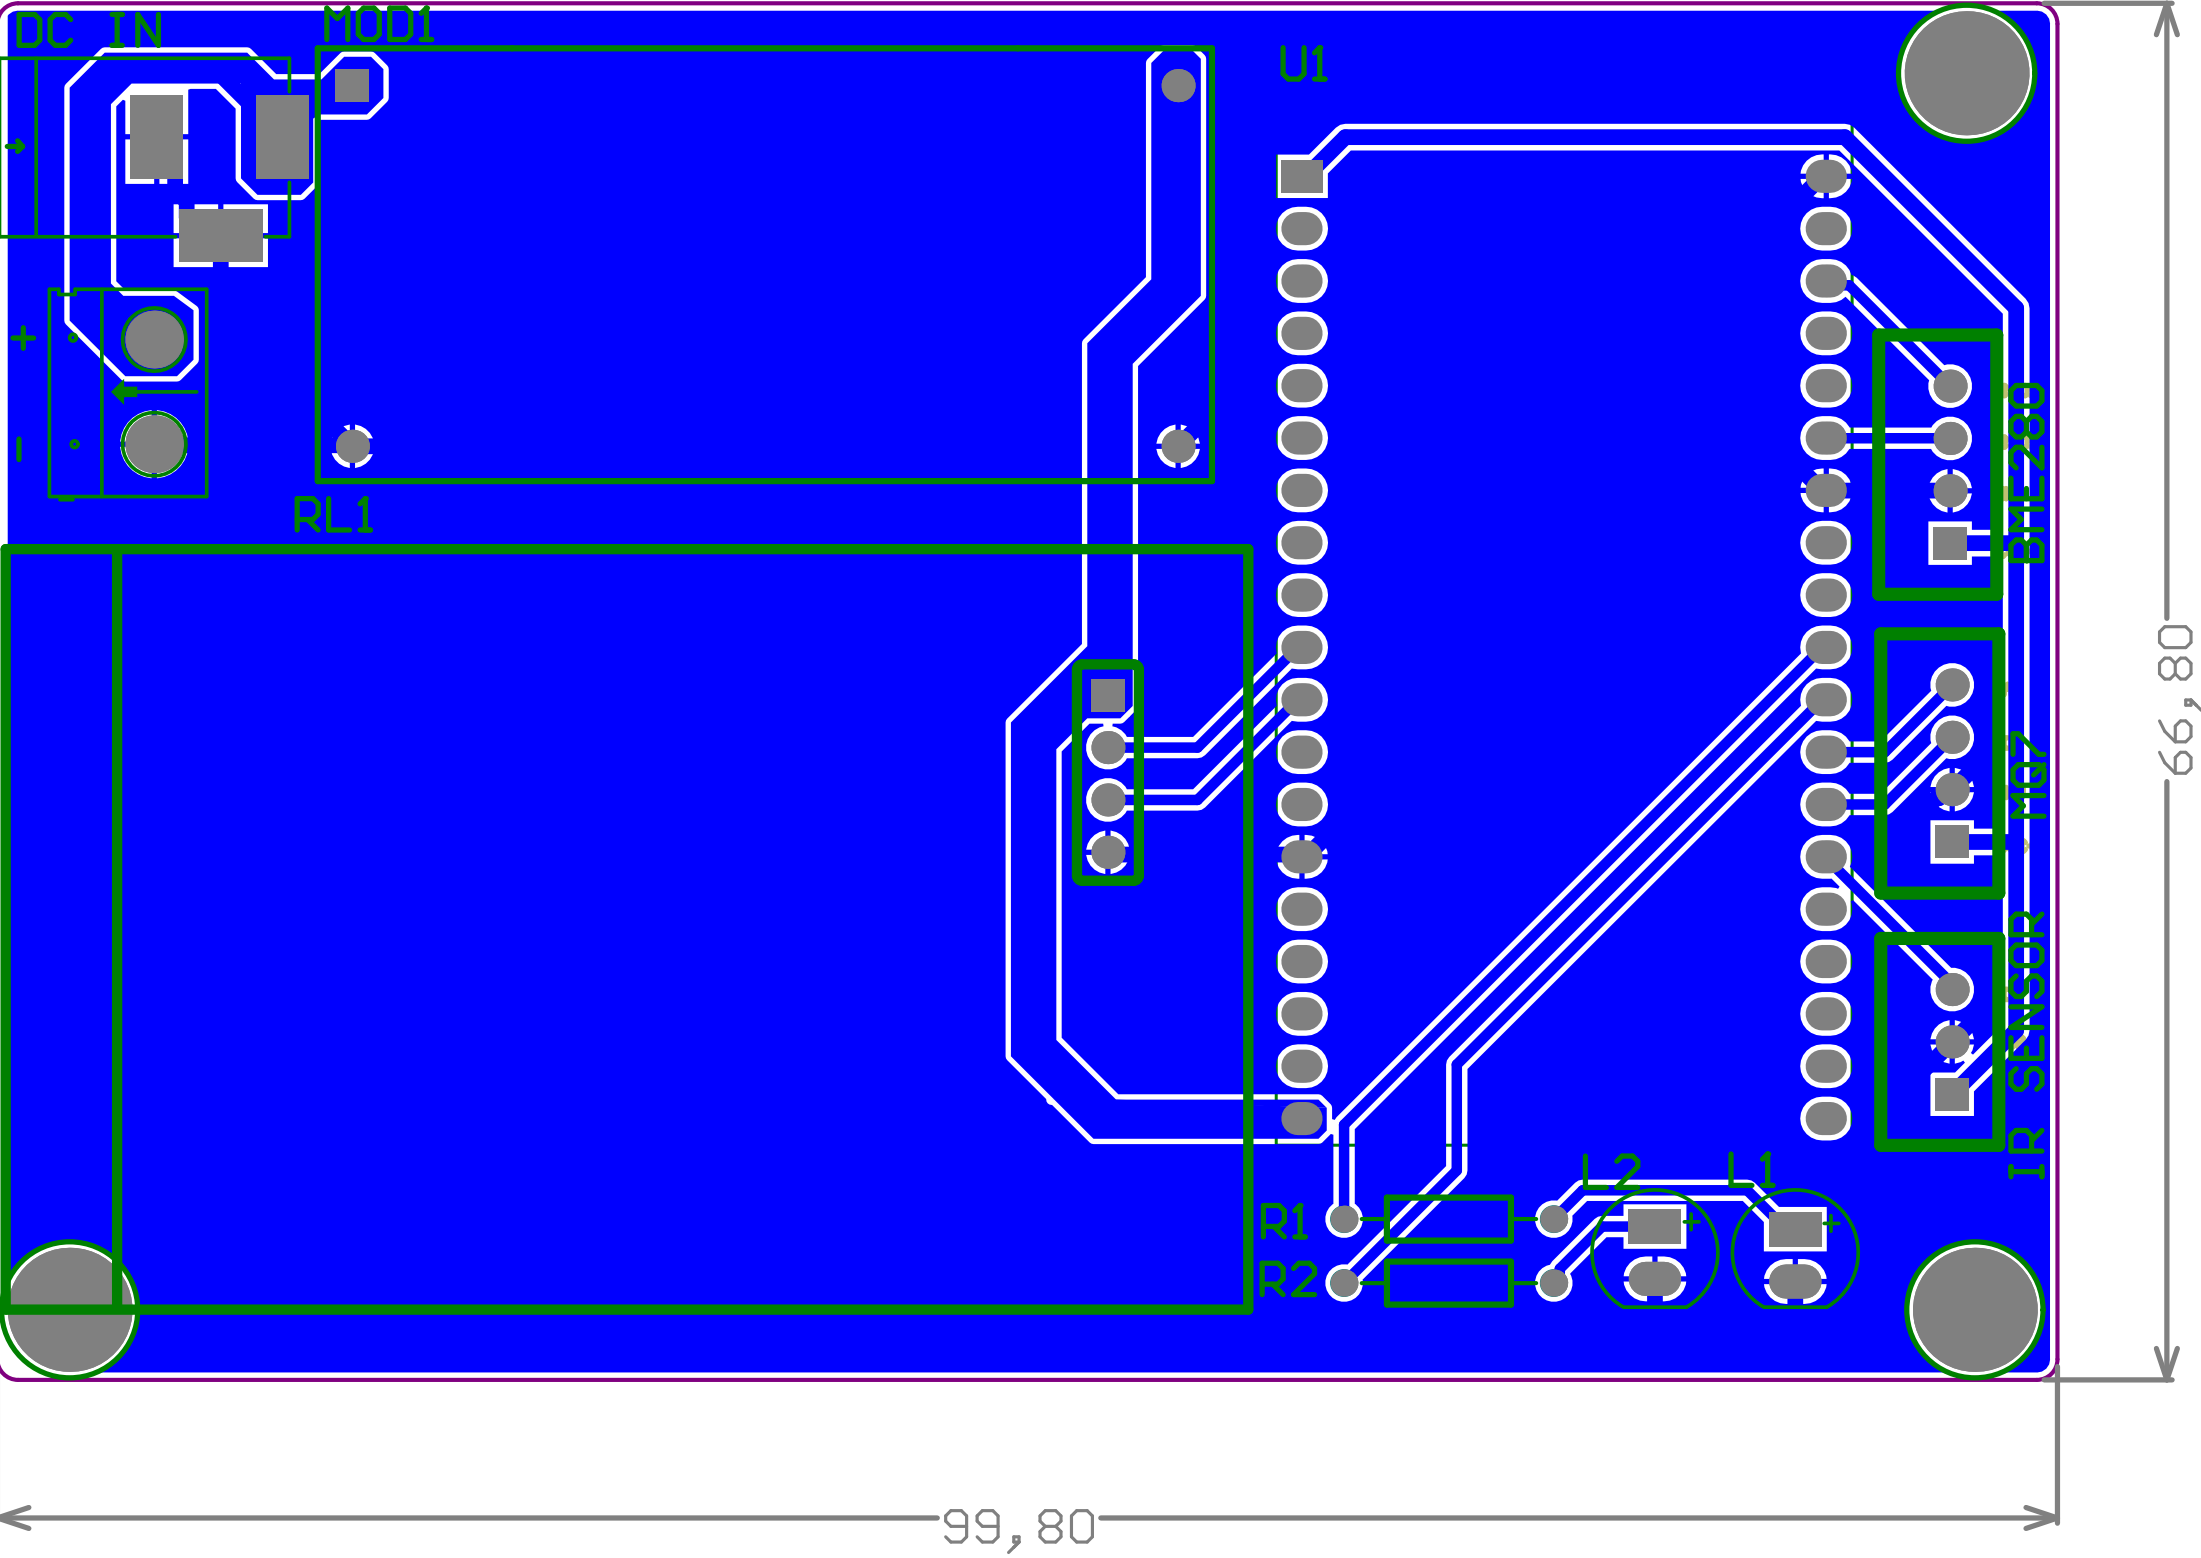 DC IN
MOD1
U1
+
-
RL1
BME280
MQ7
IR SENSOR
L2
L1
+
+
R1
R2
66,80
99,80